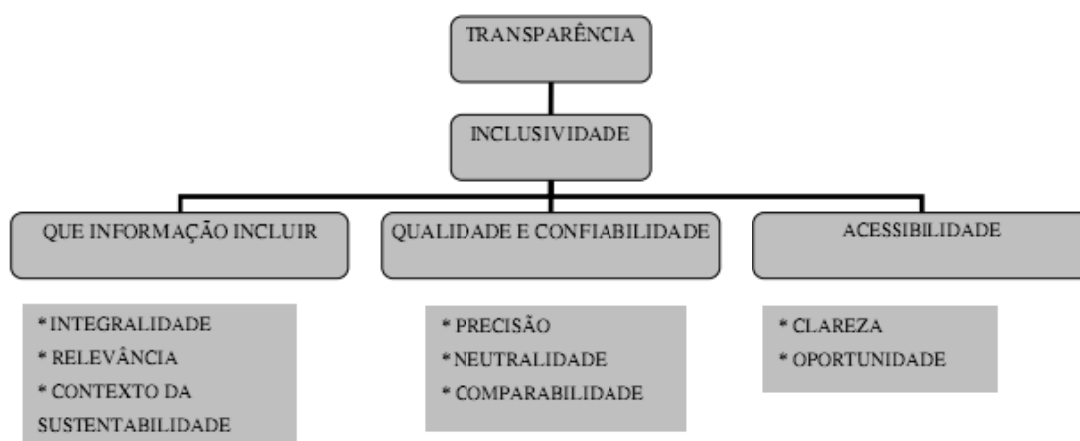 TRANSPARÊNCIA
INCLUSIVIDADE
QUE INFORMAÇÃO INCLUIR
QUALIDADE E CONFIABILIDADE
ACESSIBILIDADE
* INTEGRALIDADE
* RELEVÂNCIA
* CONTEXTO DA
SUSTENTABILIDADE
* PRECISÃO
* NEUTRALIDADE
* COMPARABILIDADE
* CLAREZA
* OPORTUNIDADE